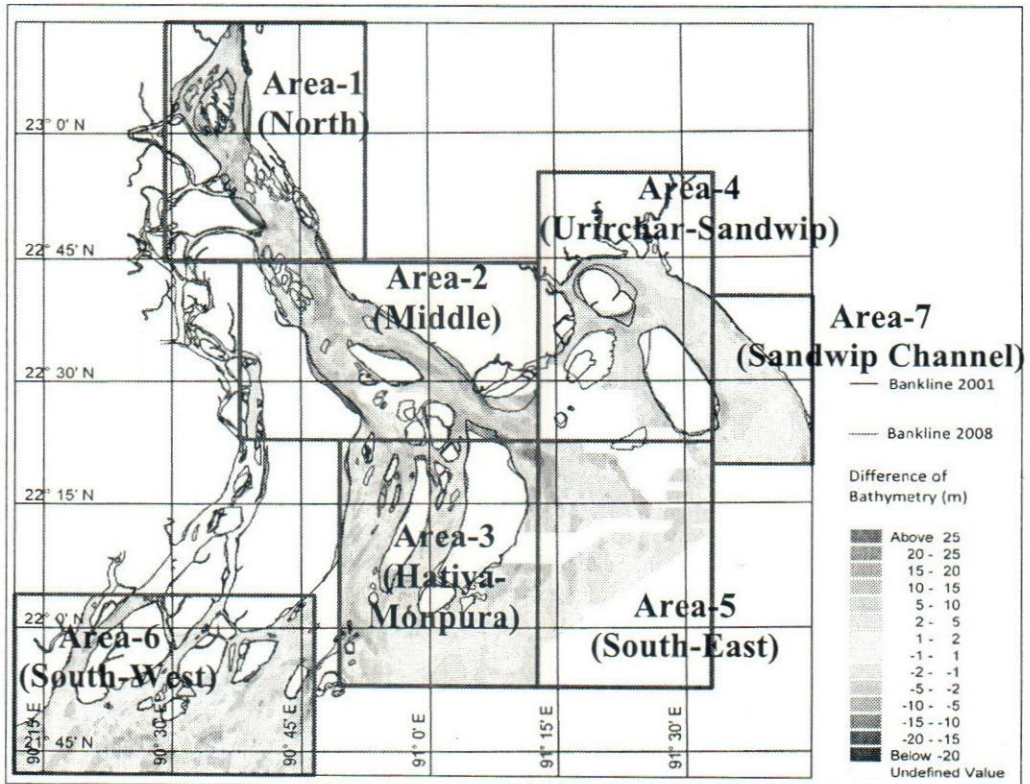 Area-1
(North)
23° 0' N
Area-4
(Urirchar-Sandwip)
22° 45' N
Area-2
(Middle)
Area-7
(Sandwip Channel)
22° 30' N
Bankline 2001
Bankline 2008
22° 15' N
Difference of
Bathymetry (m)
Above 25
20 - 25
15 - 20
10 - 15
5 - 10
2 - 5
1 - 2
-1 - 1
-2 - -1
-5 - -2
-10 - -5
-15 - -10
-20 - -15
Below -20
Undefined Value
Area-3
(Hatiya-
Monpura)
22° 0' N
Area-5
(South-East)
Area-6
(South-West)
21° 45' N
90° 15' E
90° 30' E
90° 45' E
91° 0' E
91° 15' E
91° 30' E